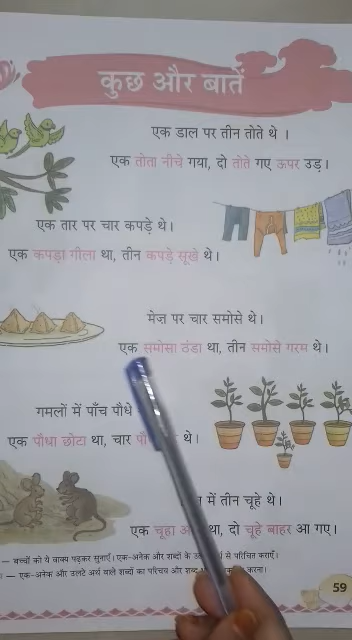 कुछ और बातें
एक डाल पर तीन तोते थे ।
एक तोता नीचे गया, दो तोते गए ऊपर उड़।
एक तार पर चार कपड़े थे।
एक कपड़ा गीला था, तीन कपड़े सूखे थे।
मेज़ पर चार समोसे थे।
एक समोसा ठंडा था, तीन समोसे गरम थे।
गमलों में पाँच पौधे
एक पौधा छोटा था, चार थे।
में तीन चूहे थे।
एक चूहा था, दो चूहे बाहर आ गए।
— बच्चों को ये वाक्य पढ़कर सुनाएँ। एक-अनेक और शब्दों के से परिचित कराएँ।
— एक-अनेक और उलटे अर्थ वाले शब्दों का परिचय और करना।
59